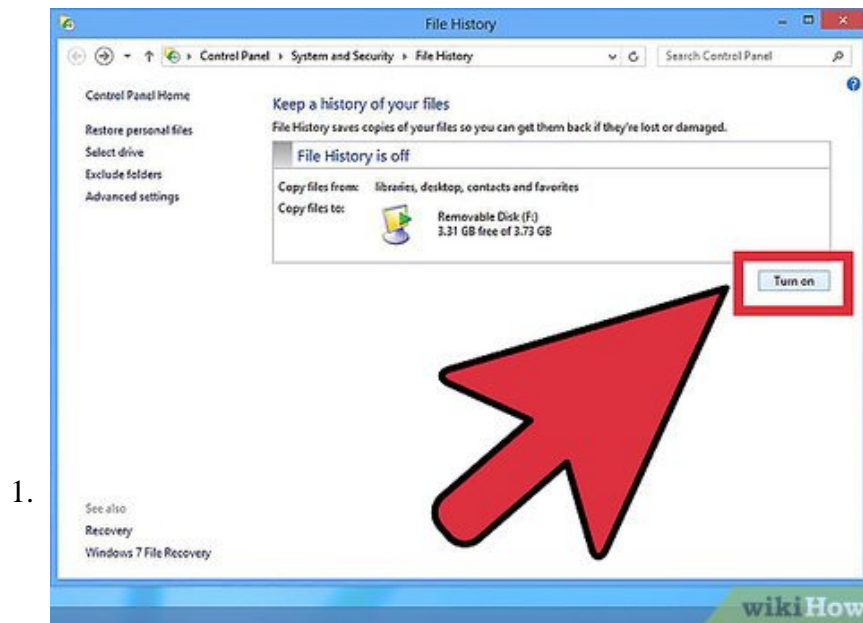 File History
Control Panel › System and Security › File History
Search Control Panel
Control Panel Home
Restore personal files
Select drive
Exclude folders
Advanced settings
Keep a history of your files
File History saves copies of your files so you can get them back if they're lost or damaged.
File History is off
Copy files from: libraries, desktop, contacts and favorites
Copy files to:
Removable Disk (F:)
3.31 GB free of 3.73 GB
Turn on
1.
See also
Recovery
Windows 7 File Recovery
wikiHow